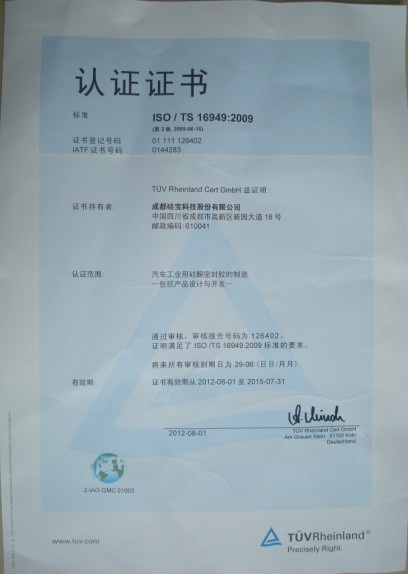 认证证书
标准 ISO / TS 16949:2009
(第 3 版, 2009-06-15)
证书登记号码 01 111 126402
IATF 证书号码 0144283
TÜV Rheinland Cert GmbH 兹证明:
证书持有者: 成都硅宝科技股份有限公司
中国四川省成都市高新区新园大道 16 号
邮政编码: 610041
认证范围: 汽车工业用硅酮密封胶的制造
—包括产品设计与开发—
通过审核, 审核报告号码为 126402,
证明满足了 ISO /TS 16949:2009 标准的要求。
将来所有审核到期日为 29-06 (日日/月月)
有效期: 证书有效期从 2012-08-01 至 2015-07-31
2012-08-01
TÜV Rheinland Cert GmbH
Am Grauen Stein · 51105 Köln
Deutschland
2-IAO-QMC 01003
www.tuv.com
TÜVRheinland®
Precisely Right.